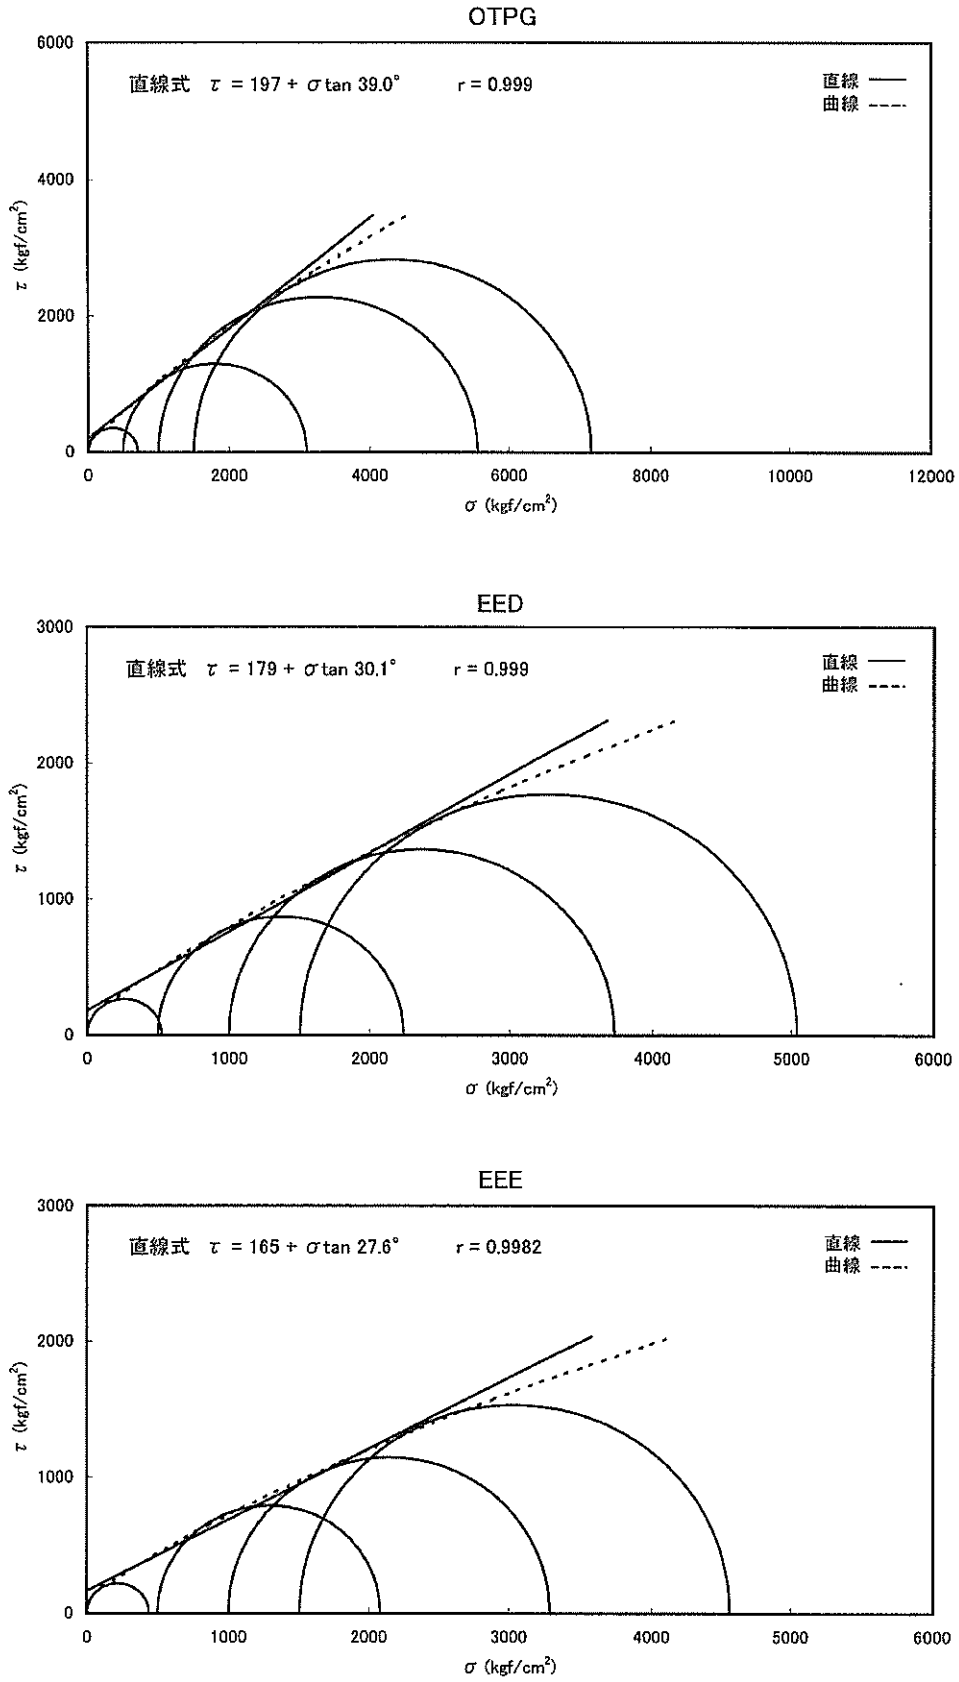 OTPG
6000
直線式 τ = 197 + σ tan 39.0° r = 0.999
直線
曲線
4000
τ (kgf/cm²)
2000
0
0 2000 4000 6000 8000 10000 12000
σ (kgf/cm²)
EED
3000
直線式 τ = 179 + σ tan 30.1° r = 0.999
直線
曲線
2000
τ (kgf/cm²)
1000
0
0 1000 2000 3000 4000 5000 6000
σ (kgf/cm²)
EEE
3000
直線式 τ = 165 + σ tan 27.6° r = 0.9982
直線
曲線
2000
τ (kgf/cm²)
1000
0
0 1000 2000 3000 4000 5000 6000
σ (kgf/cm²)